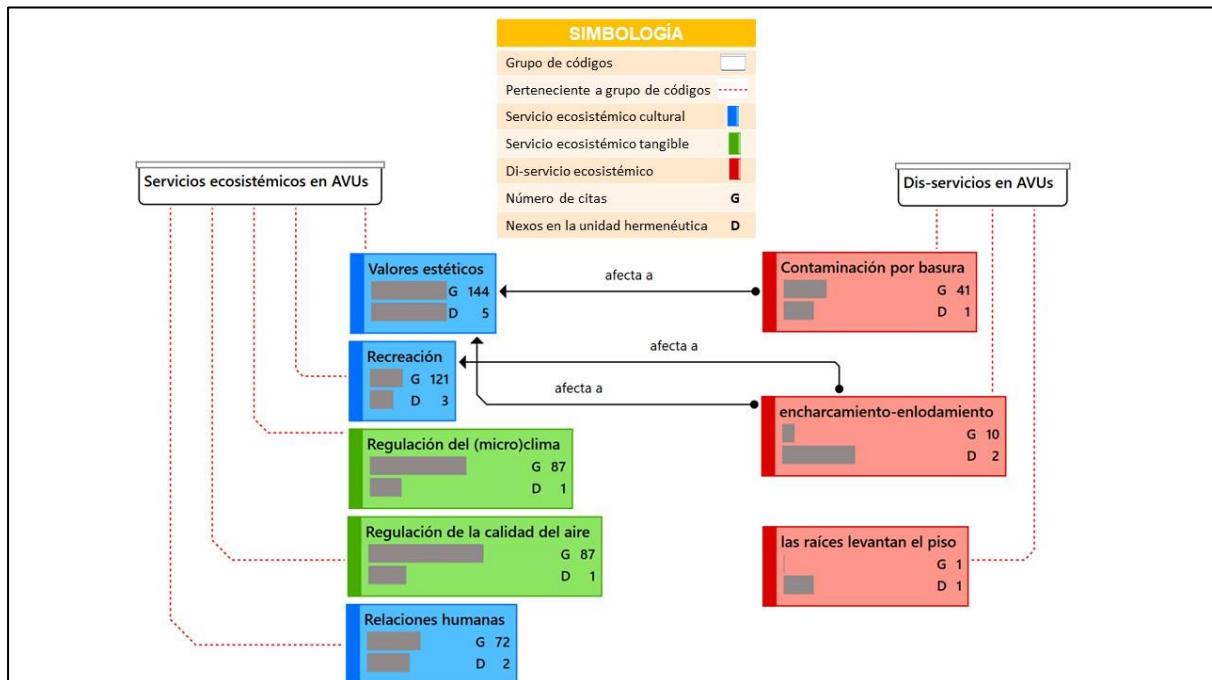 SIMBOLOGÍA
Grupo de códigos
Perteneciente a grupo de códigos
Servicio ecosistémico cultural
Servicio ecosistémico tangible
Di-servicio ecosistémico
Número de citas G
Nexos en la unidad hermenéutica D
Servicios ecosistémicos en AVUs
Dis-servicios en AVUs
Valores estéticos
G 144
D 5
afecta a
Contaminación por basura
G 41
D 1
Recreación
G 121
D 3
afecta a
afecta a
encharcamiento-enlodamiento
G 10
D 2
Regulación del (micro)clima
G 87
D 1
Regulación de la calidad del aire
G 87
D 1
las raíces levantan el piso
G 1
D 1
Relaciones humanas
G 72
D 2